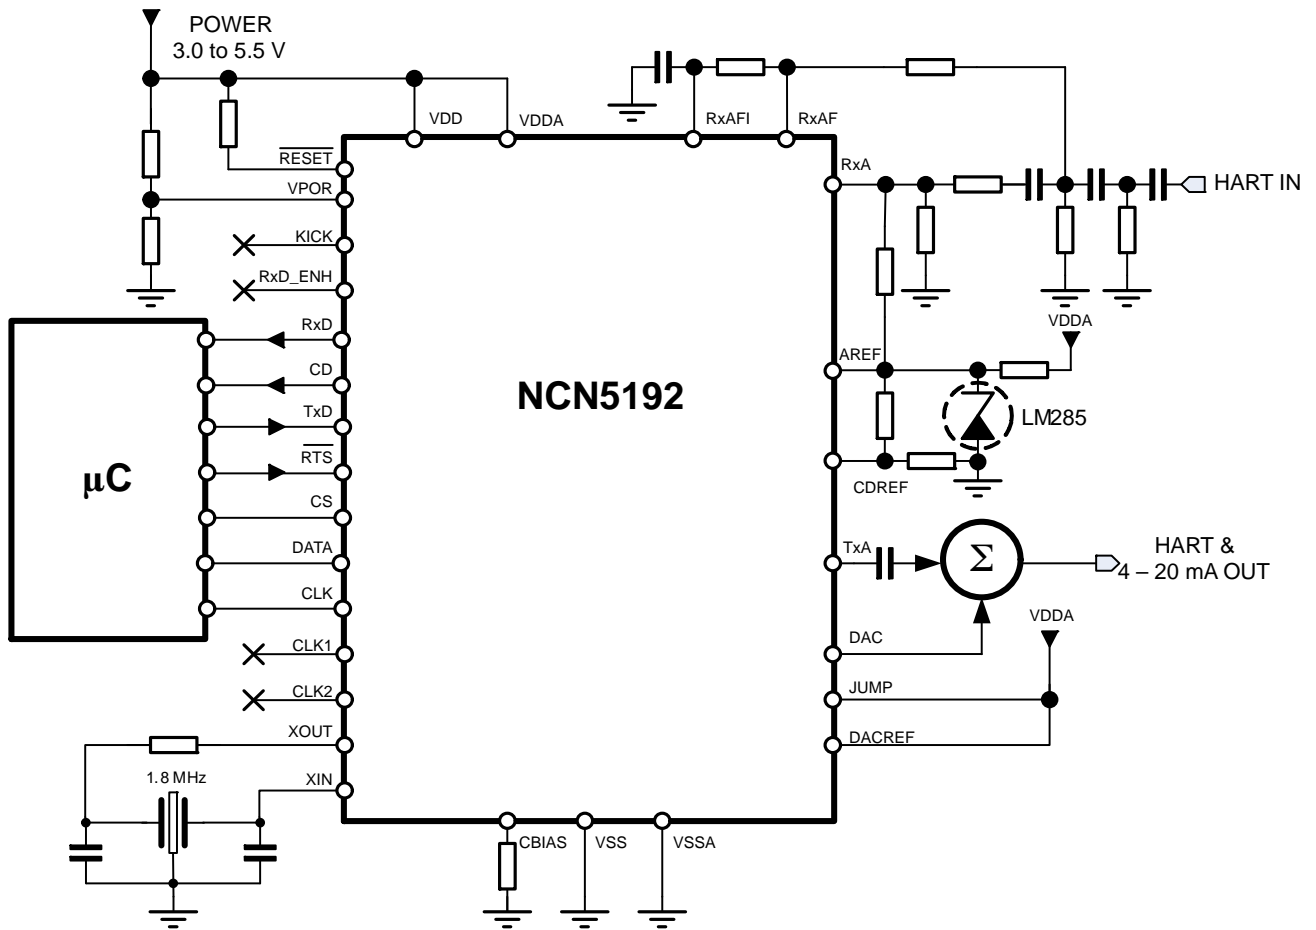 POWER
3.0 to 5.5 V
VDD
VDDA
RxAFI
RxAF
RESET
VPOR
KICK
RxD_ENH
RxD
CD
TxD
RTS
CS
DATA
CLK
CLK1
CLK2
XOUT
XIN
1.8 MHz
μC
NCN5192
RxA
HART IN
VDDA
AREF
LM285
CDREF
TxA
Σ
HART &
4 – 20 mA OUT
VDDA
DAC
JUMP
DACREF
CBIAS
VSS
VSSA